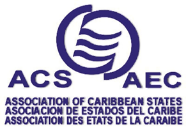 ACS AEC
ASSOCIATION OF CARIBBEAN STATES
ASOCIACION DE ESTADOS DEL CARIBE
ASSOCIATION DES ETATS DE LA CARAIBE